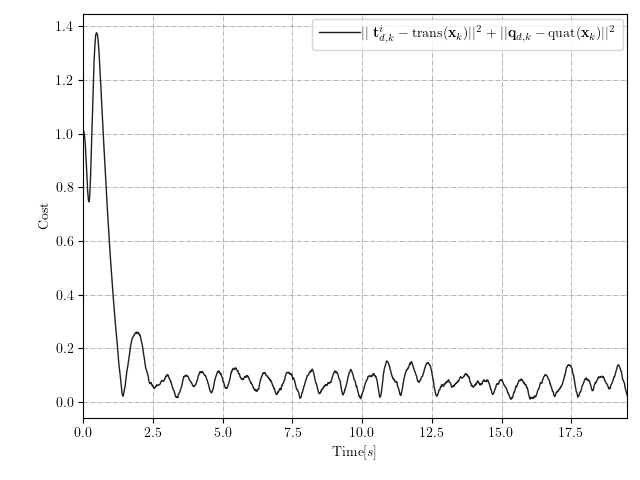 || t^i_{d,k} − trans(x_k)||² + ||q_{d,k} − quat(x_k)||²
1.4
1.2
1.0
0.8
0.6
0.4
0.2
0.0
Cost
0.0 2.5 5.0 7.5 10.0 12.5 15.0 17.5
Time[s]